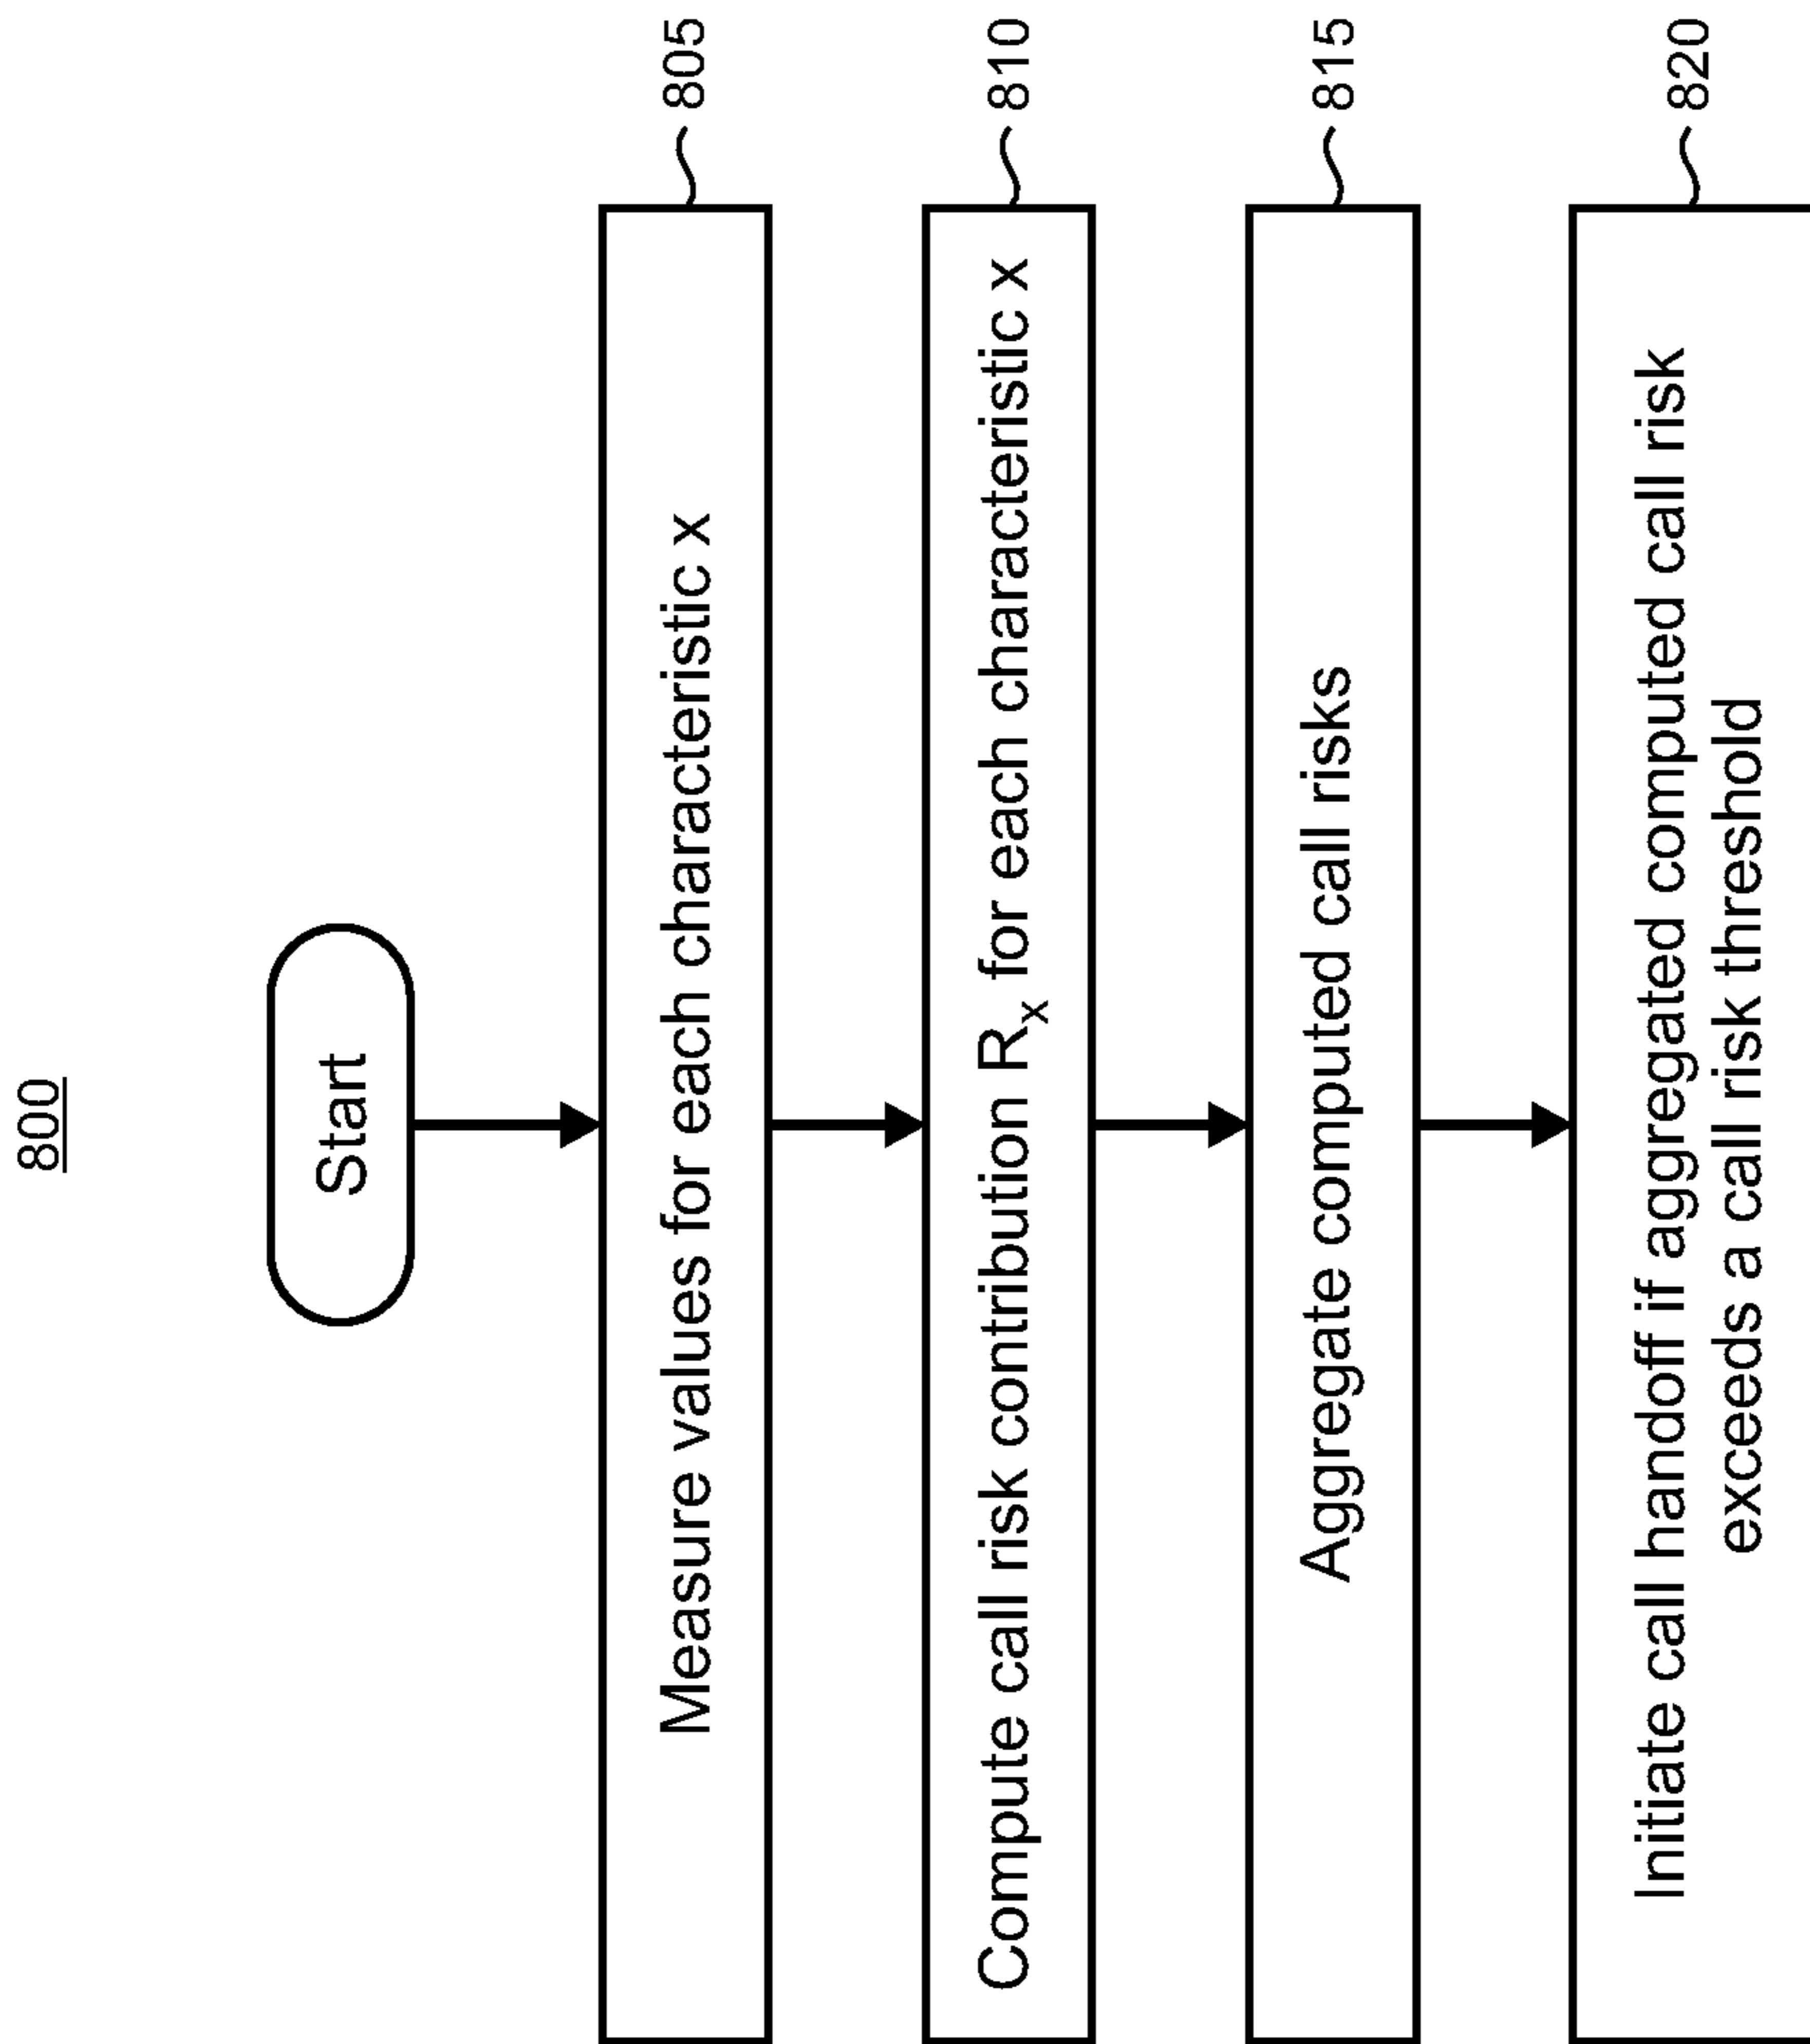 800
Start
Measure values for each characteristic x
805
Compute call risk contribution Rₓ for each characteristic x
810
Aggregate computed call risks
815
Initiate call handoff if aggregated computed call risk
exceeds a call risk threshold
820